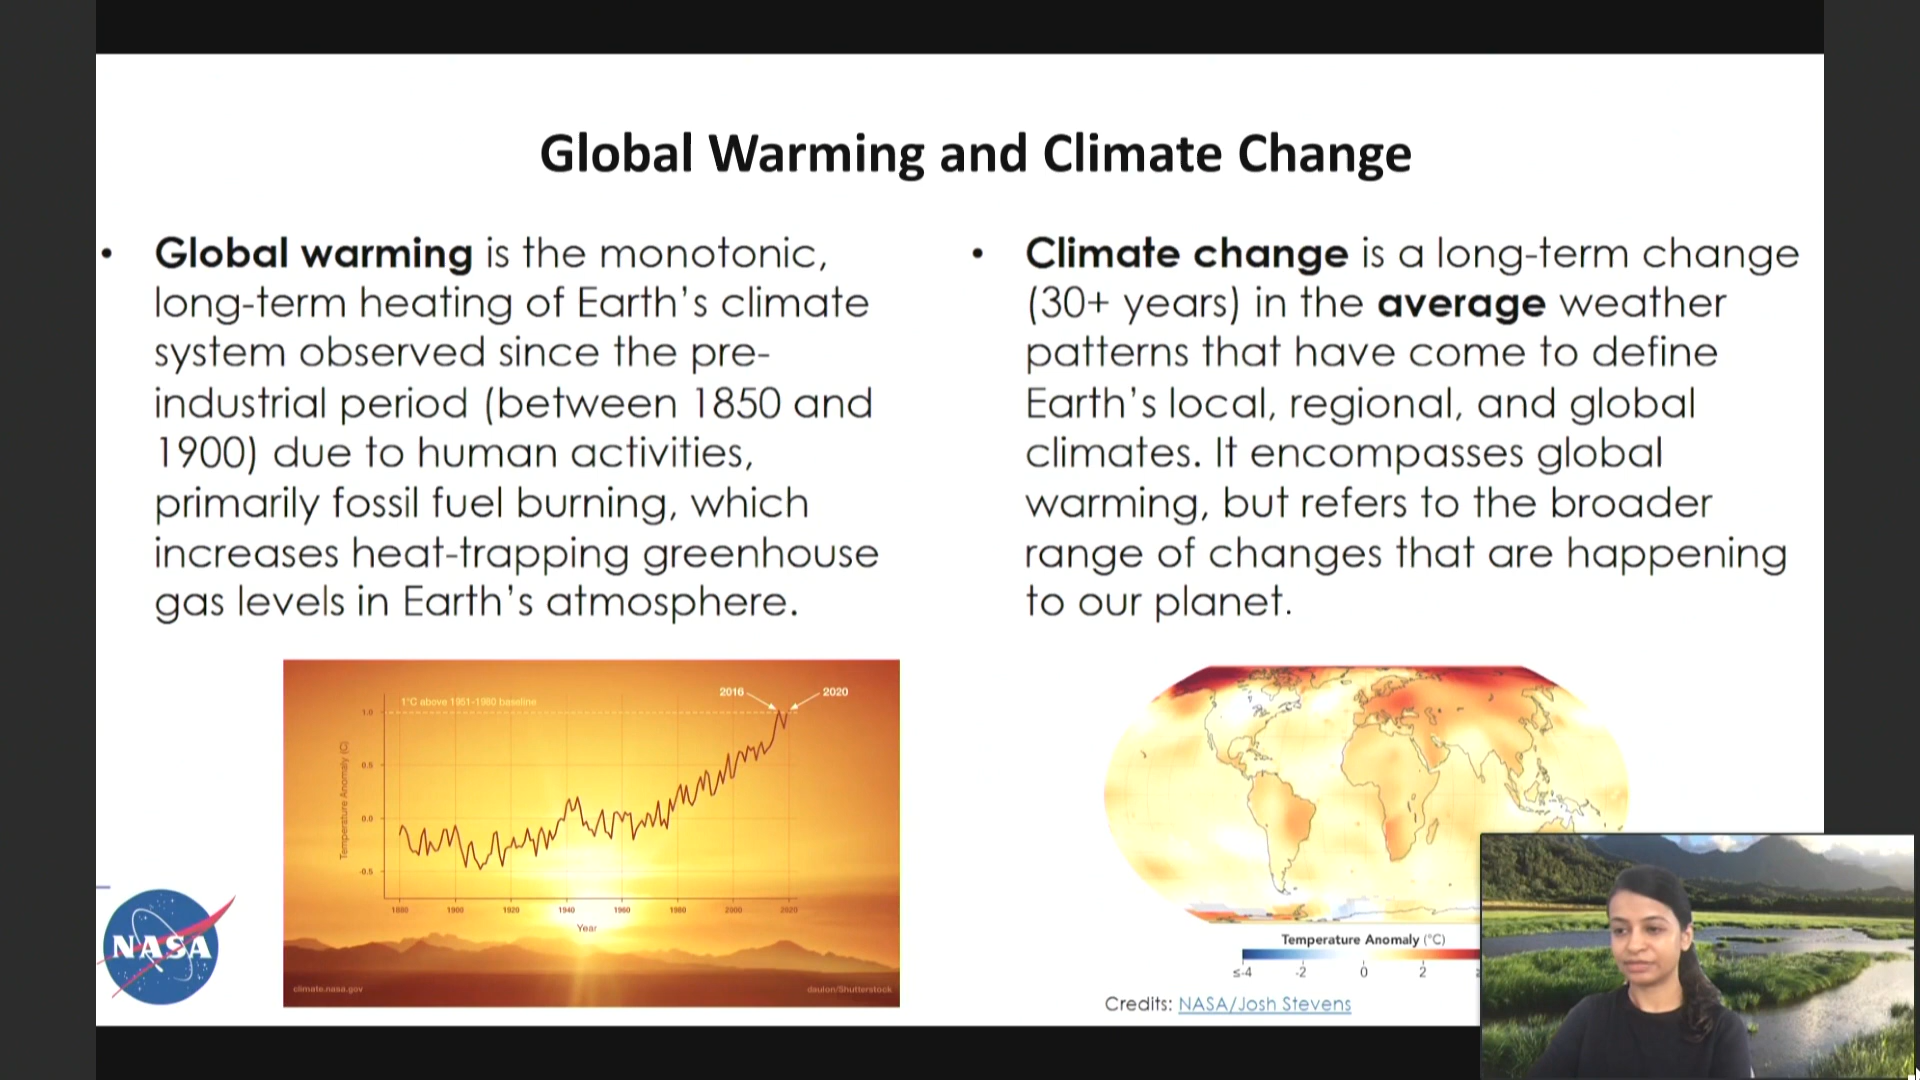 Global Warming and Climate Change
• Global warming is the monotonic,
long-term heating of Earth's climate
system observed since the pre-
industrial period (between 1850 and
1900) due to human activities,
primarily fossil fuel burning, which
increases heat-trapping greenhouse
gas levels in Earth's atmosphere.
• Climate change is a long-term change
(30+ years) in the average weather
patterns that have come to define
Earth's local, regional, and global
climates. It encompasses global
warming, but refers to the broader
range of changes that are happening
to our planet.
2016 2020
1°C above 1951-1980 baseline
1.0
0.5
0.0
-0.5
Temperature Anomaly (C)
1880 1900 1920 1940 1960 1980 2000 2020
Year
climate.nasa.gov
daulon/Shutterstock
NASA
Temperature Anomaly (°C)
≤-4 -2 0 2
Credits: NASA/Josh Stevens